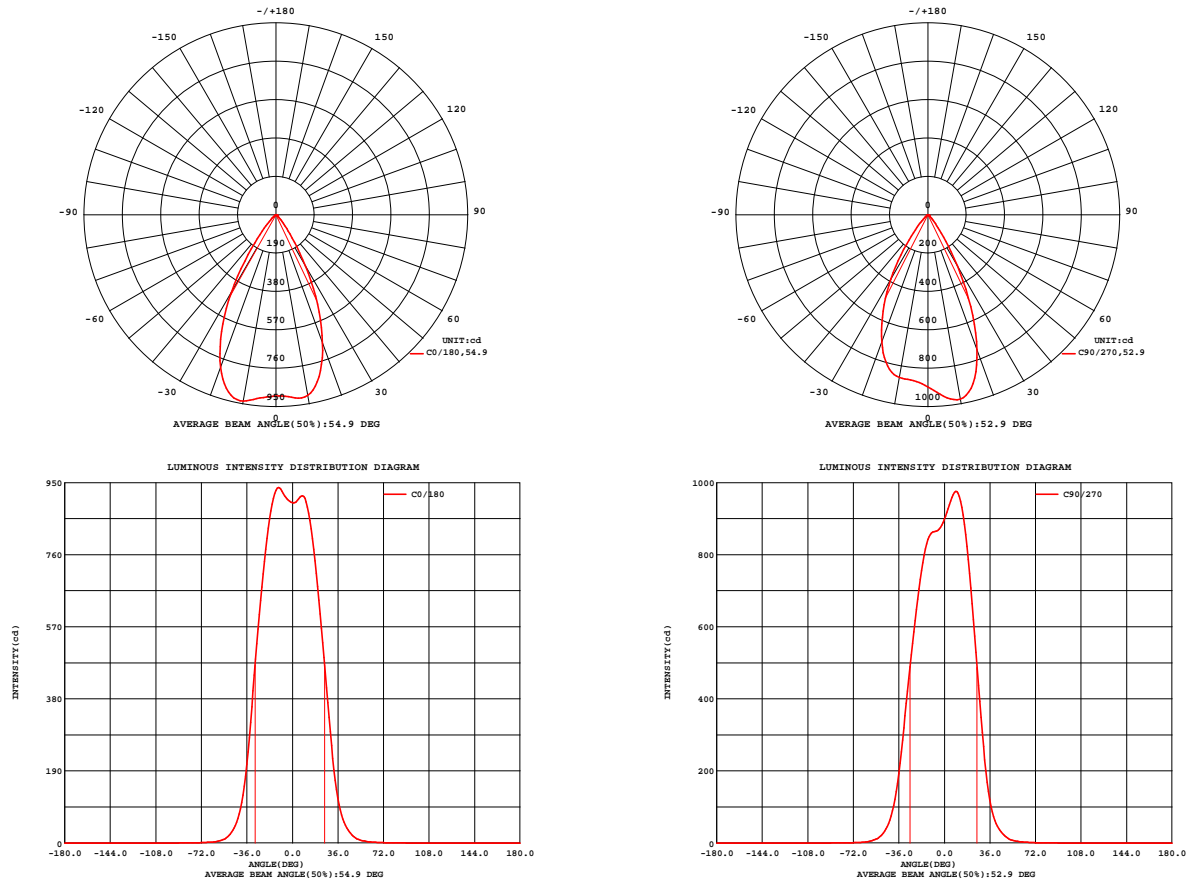 -/+180
-150 150
-120 120
-90 90
-60 60
-30 30
0
190
380
570
760
950
0
UNIT:cd
C0/180,54.9
AVERAGE BEAM ANGLE(50%):54.9 DEG
-/+180
-150 150
-120 120
-90 90
-60 60
-30 30
0
200
400
600
800
1000
0
UNIT:cd
C90/270,52.9
AVERAGE BEAM ANGLE(50%):52.9 DEG
LUMINOUS INTENSITY DISTRIBUTION DIAGRAM
C0/180
950
760
570
380
190
0
INTENSITY(cd)
-180.0 -144.0 -108.0 -72.0 -36.0 0.0 36.0 72.0 108.0 144.0 180.0
ANGLE(DEG)
AVERAGE BEAM ANGLE(50%):54.9 DEG
LUMINOUS INTENSITY DISTRIBUTION DIAGRAM
C90/270
1000
800
600
400
200
0
INTENSITY(cd)
-180.0 -144.0 -108.0 -72.0 -36.0 0.0 36.0 72.0 108.0 144.0 180.0
ANGLE(DEG)
AVERAGE BEAM ANGLE(50%):52.9 DEG